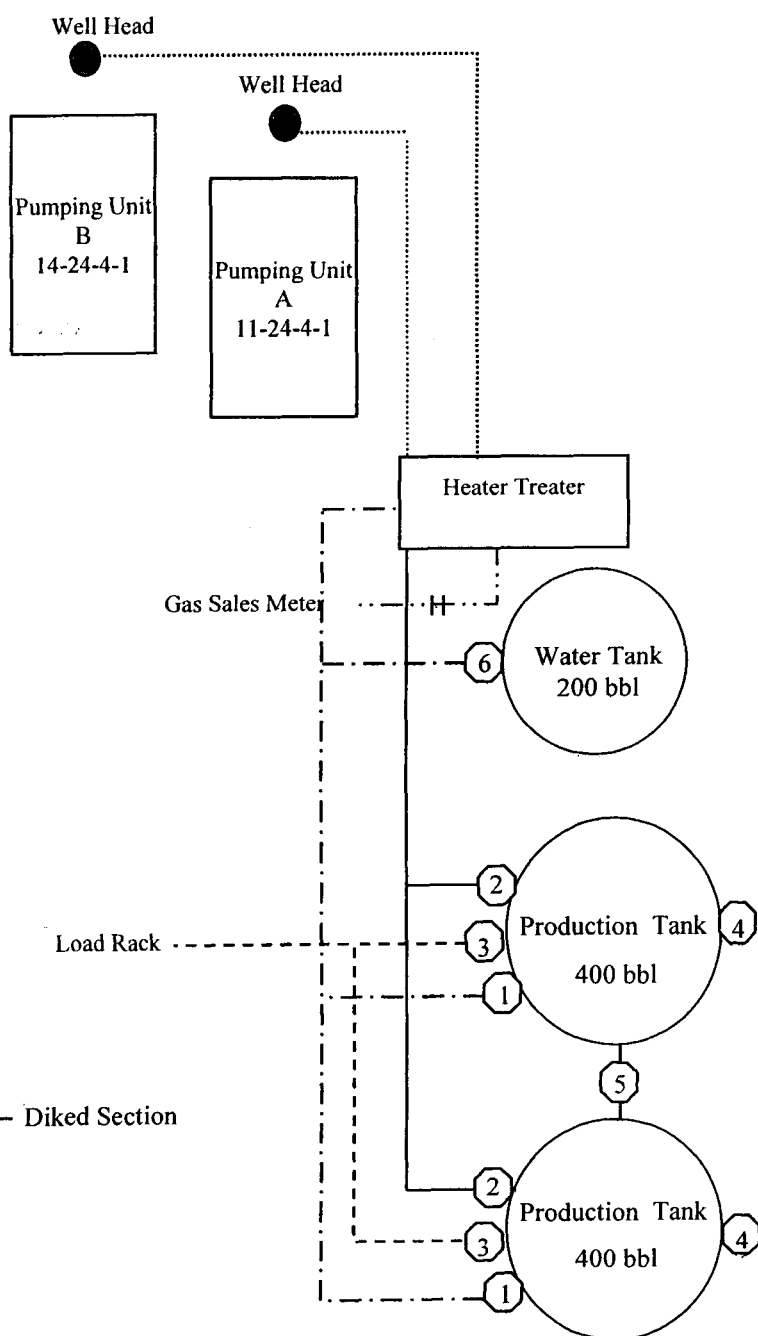 Well Head
Well Head
Pumping Unit
B
14-24-4-1
Pumping Unit
A
11-24-4-1
Heater Treater
Gas Sales Meter
6
Water Tank
200 bbl
2
Production Tank
4
Load Rack
3
400 bbl
1
5
Diked Section
2
Production Tank
4
3
400 bbl
1